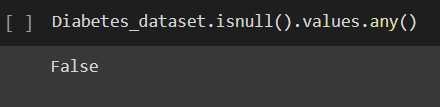 [ ] Diabetes_dataset.isnull().values.any()
False